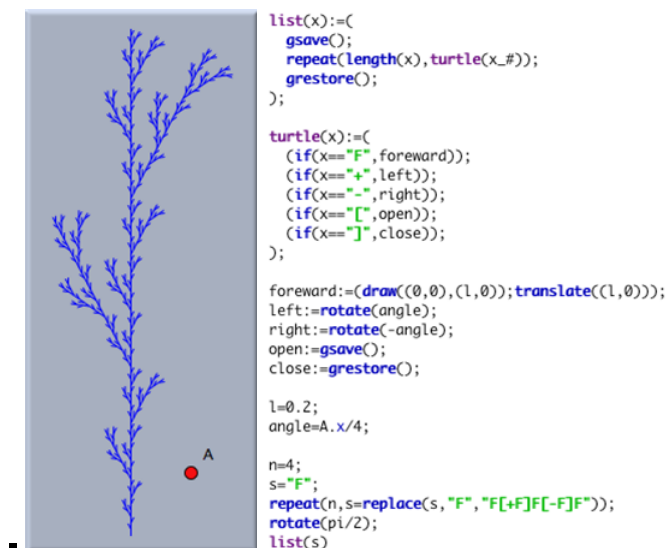 A
list(x):=(
  gsave();
  repeat(length(x),turtle(x_#));
  grestore();
);

turtle(x):=(
  (if(x=="F",foreward));
  (if(x=="+",left));
  (if(x=="-",right));
  (if(x=="[",open));
  (if(x=="]",close));
);

foreward:=(draw((0,0),(l,0));translate((l,0)));
left:=rotate(angle);
right:=rotate(-angle);
open:=gsave();
close:=grestore();

l=0.2;
angle=A.x/4;

n=4;
s="F";
repeat(n,s=replace(s,"F","F[+F]F[-F]F"));
rotate(pi/2);
list(s)